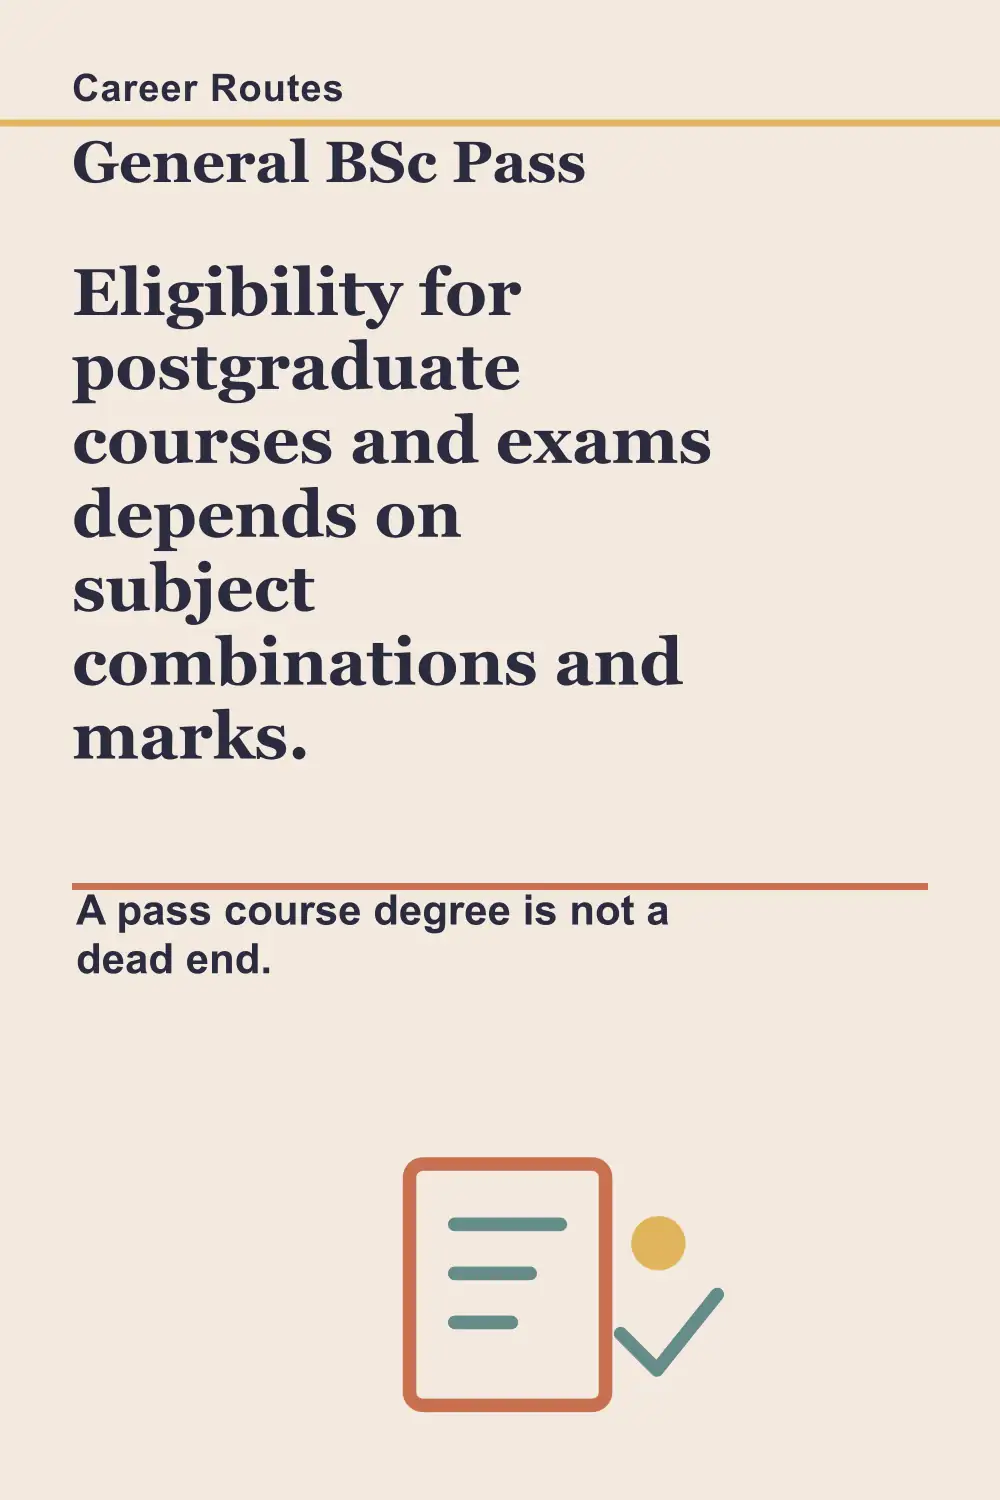 Career Routes
General BSc Pass
Eligibility for
postgraduate
courses and exams
depends on
subject
combinations and
marks.
A pass course degree is not a
dead end.